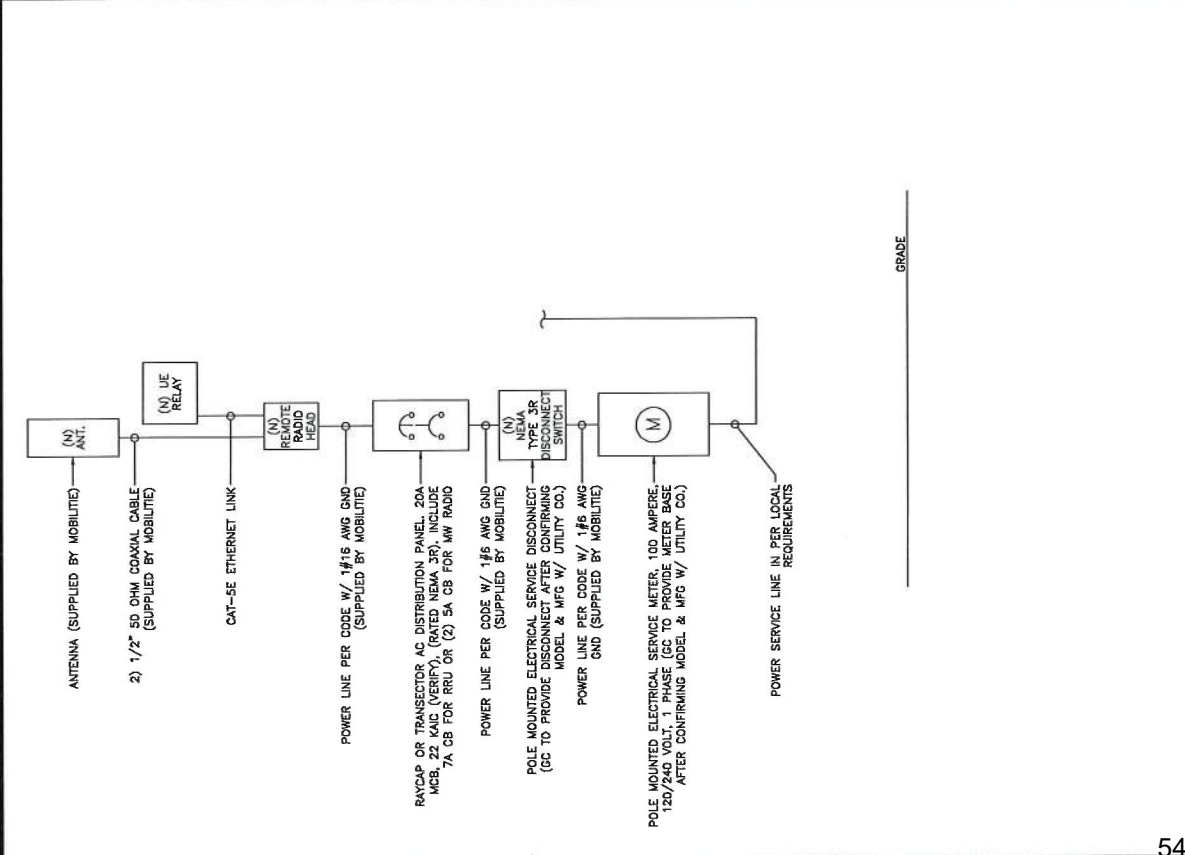 (N)
ANT.
ANTENNA (SUPPLIED BY MOBILITIE)
2) 1/2" 50 OHM COAXIAL CABLE
(SUPPLIED BY MOBILITIE)
(N) UE
RELAY
CAT-5E ETHERNET LINK
(N)
REMOTE
RADIO
HEAD
POWER LINE PER CODE W/ 1#16 AWG GND
(SUPPLIED BY MOBILITIE)
RAYCAP OR TRANSECTOR AC DISTRIBUTION PANEL, 20A
MCB, 22 KAIC (VERIFY), (RATED NEMA 3R). INCLUDE
7A CB FOR RRU OR (2) 5A CB FOR MW RADIO
POWER LINE PER CODE W/ 1#6 AWG GND
(SUPPLIED BY MOBILITIE)
(N)
NEMA
TYPE 3R
DISCONNECT
SWITCH
POLE MOUNTED ELECTRICAL SERVICE DISCONNECT
(GC TO PROVIDE DISCONNECT AFTER CONFIRMING
MODEL & MFG W/ UTILITY CO.)
POWER LINE PER CODE W/ 1#6 AWG
GND (SUPPLIED BY MOBILITIE)
M
POLE MOUNTED ELECTRICAL SERVICE METER, 100 AMPERE,
120/240 VOLT, 1 PHASE (GC TO PROVIDE METER BASE
AFTER CONFIRMING MODEL & MFG W/ UTILITY CO.)
POWER SERVICE LINE IN PER LOCAL
REQUIREMENTS
GRADE
54